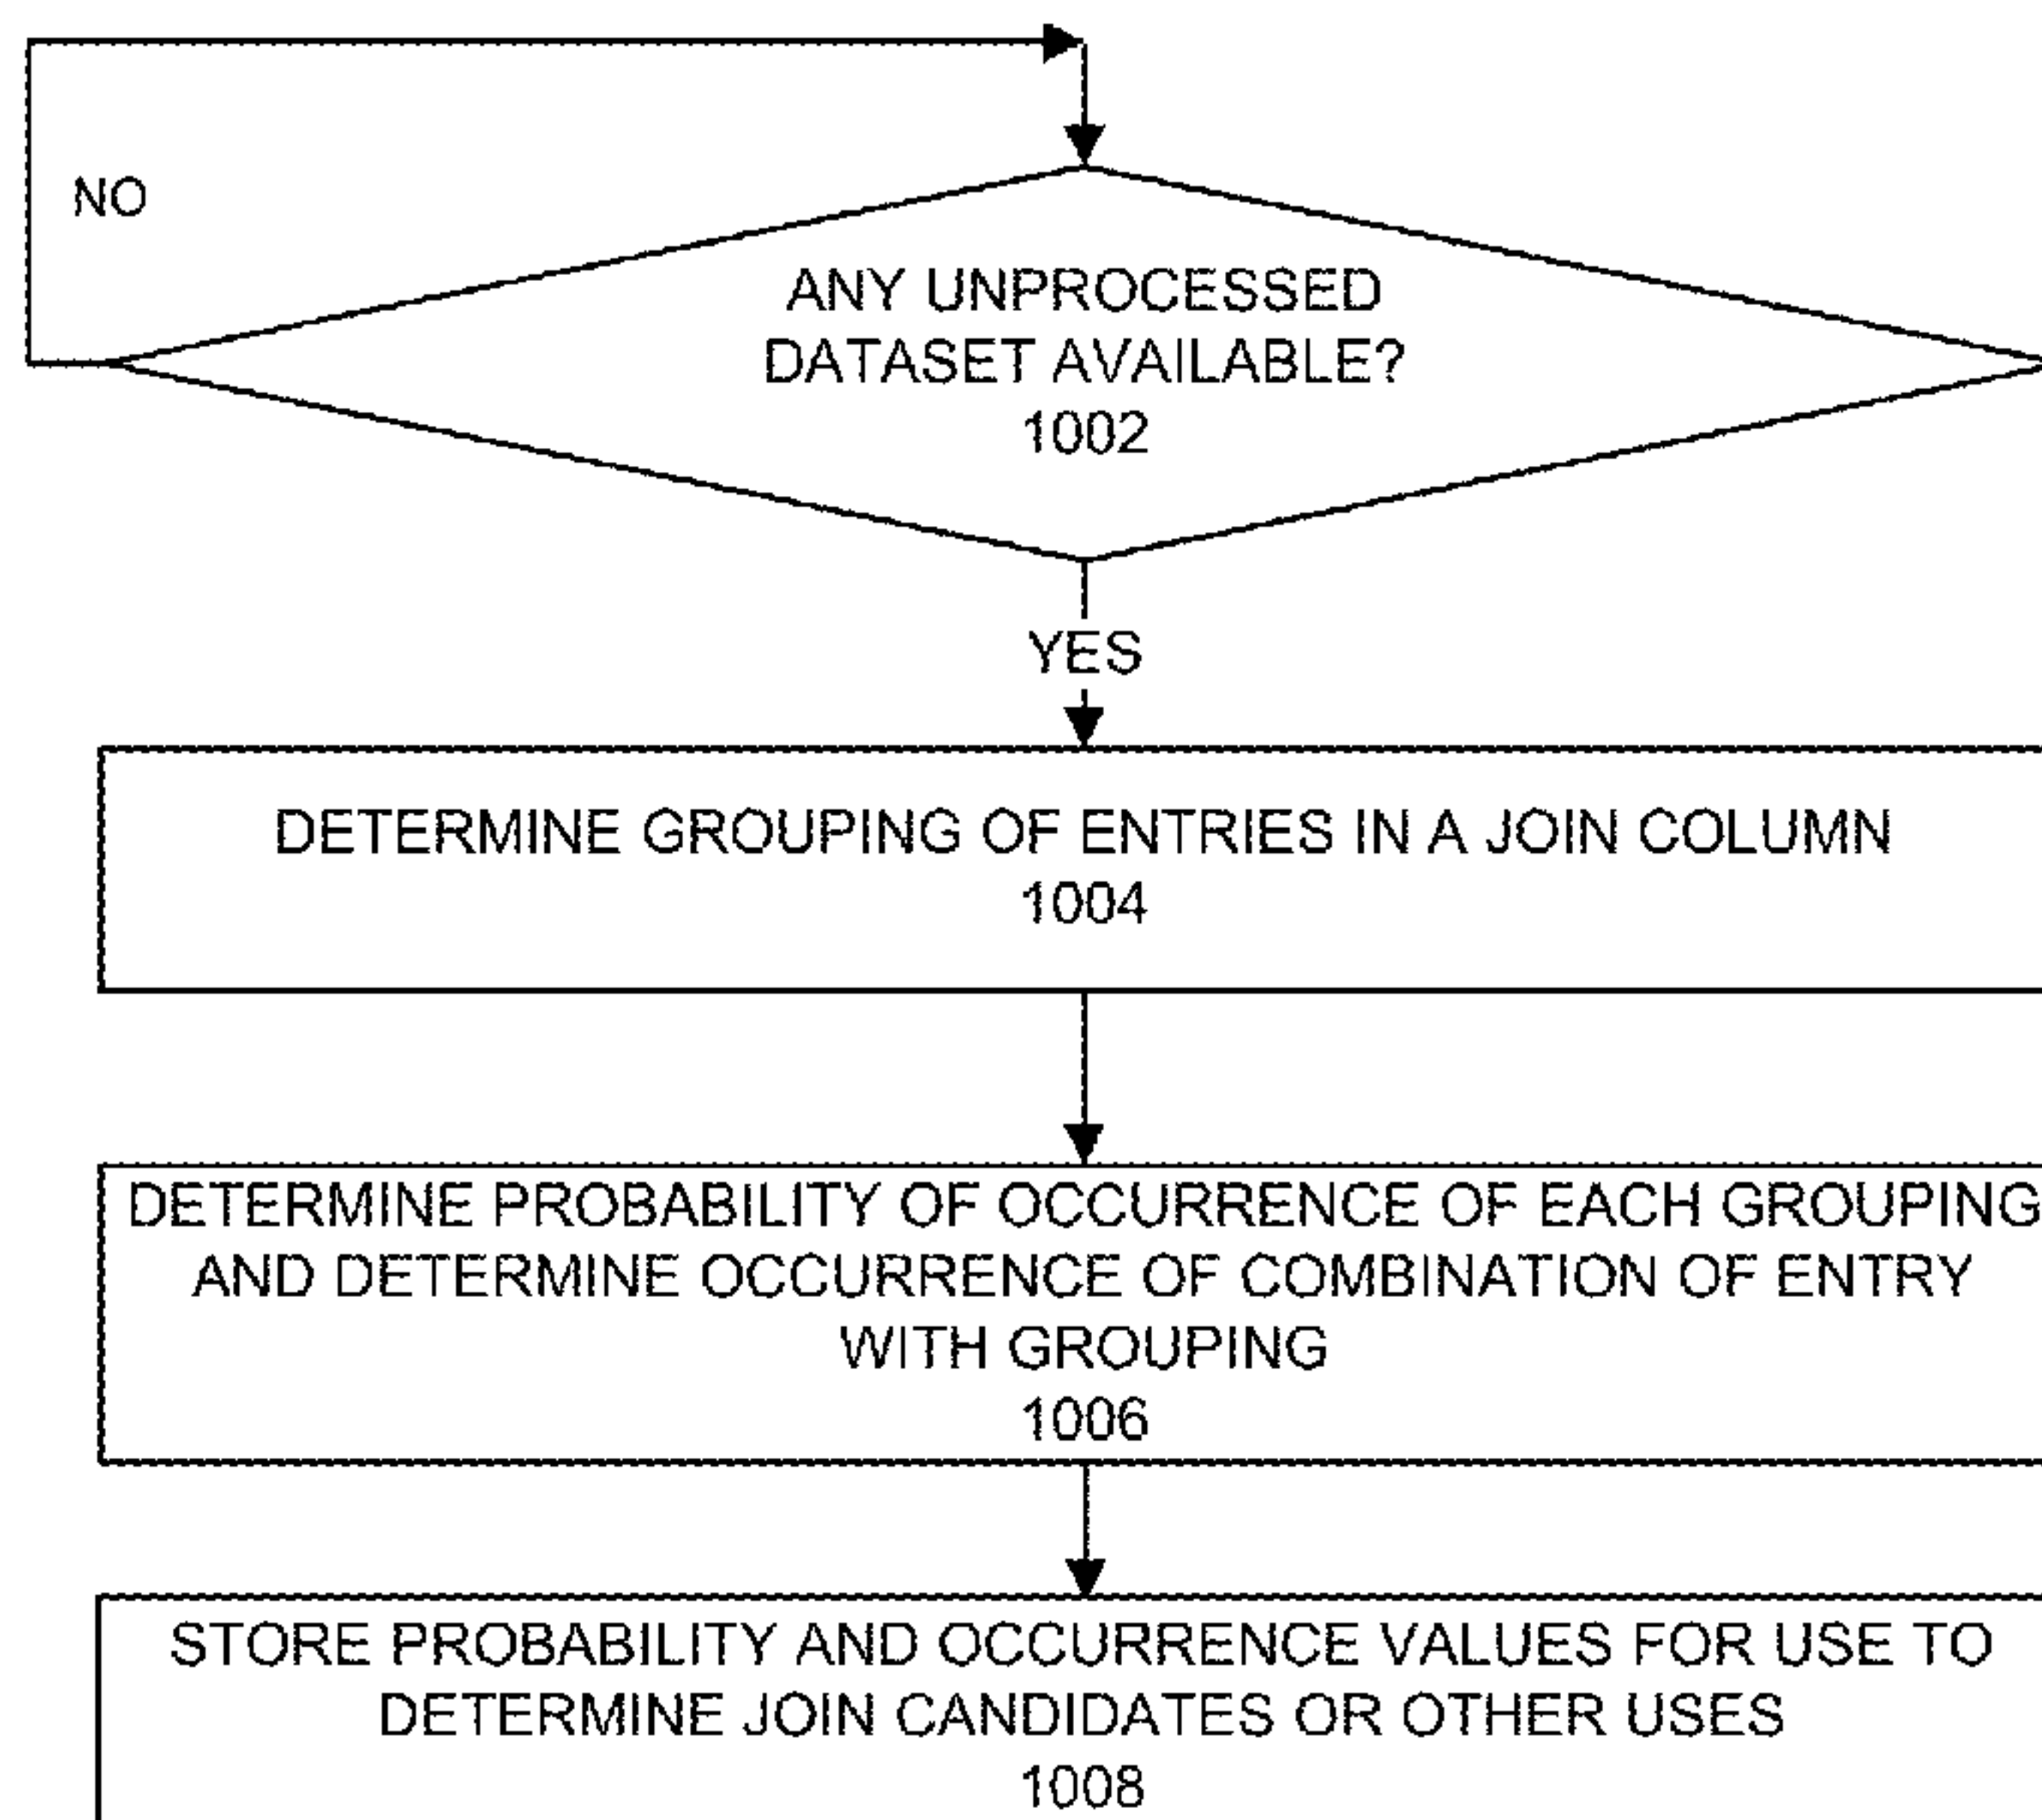 NO
ANY UNPROCESSED
DATASET AVAILABLE?
1002
YES
DETERMINE GROUPING OF ENTRIES IN A JOIN COLUMN
1004
DETERMINE PROBABILITY OF OCCURRENCE OF EACH GROUPING
AND DETERMINE OCCURRENCE OF COMBINATION OF ENTRY
WITH GROUPING
1006
STORE PROBABILITY AND OCCURRENCE VALUES FOR USE TO
DETERMINE JOIN CANDIDATES OR OTHER USES
1008